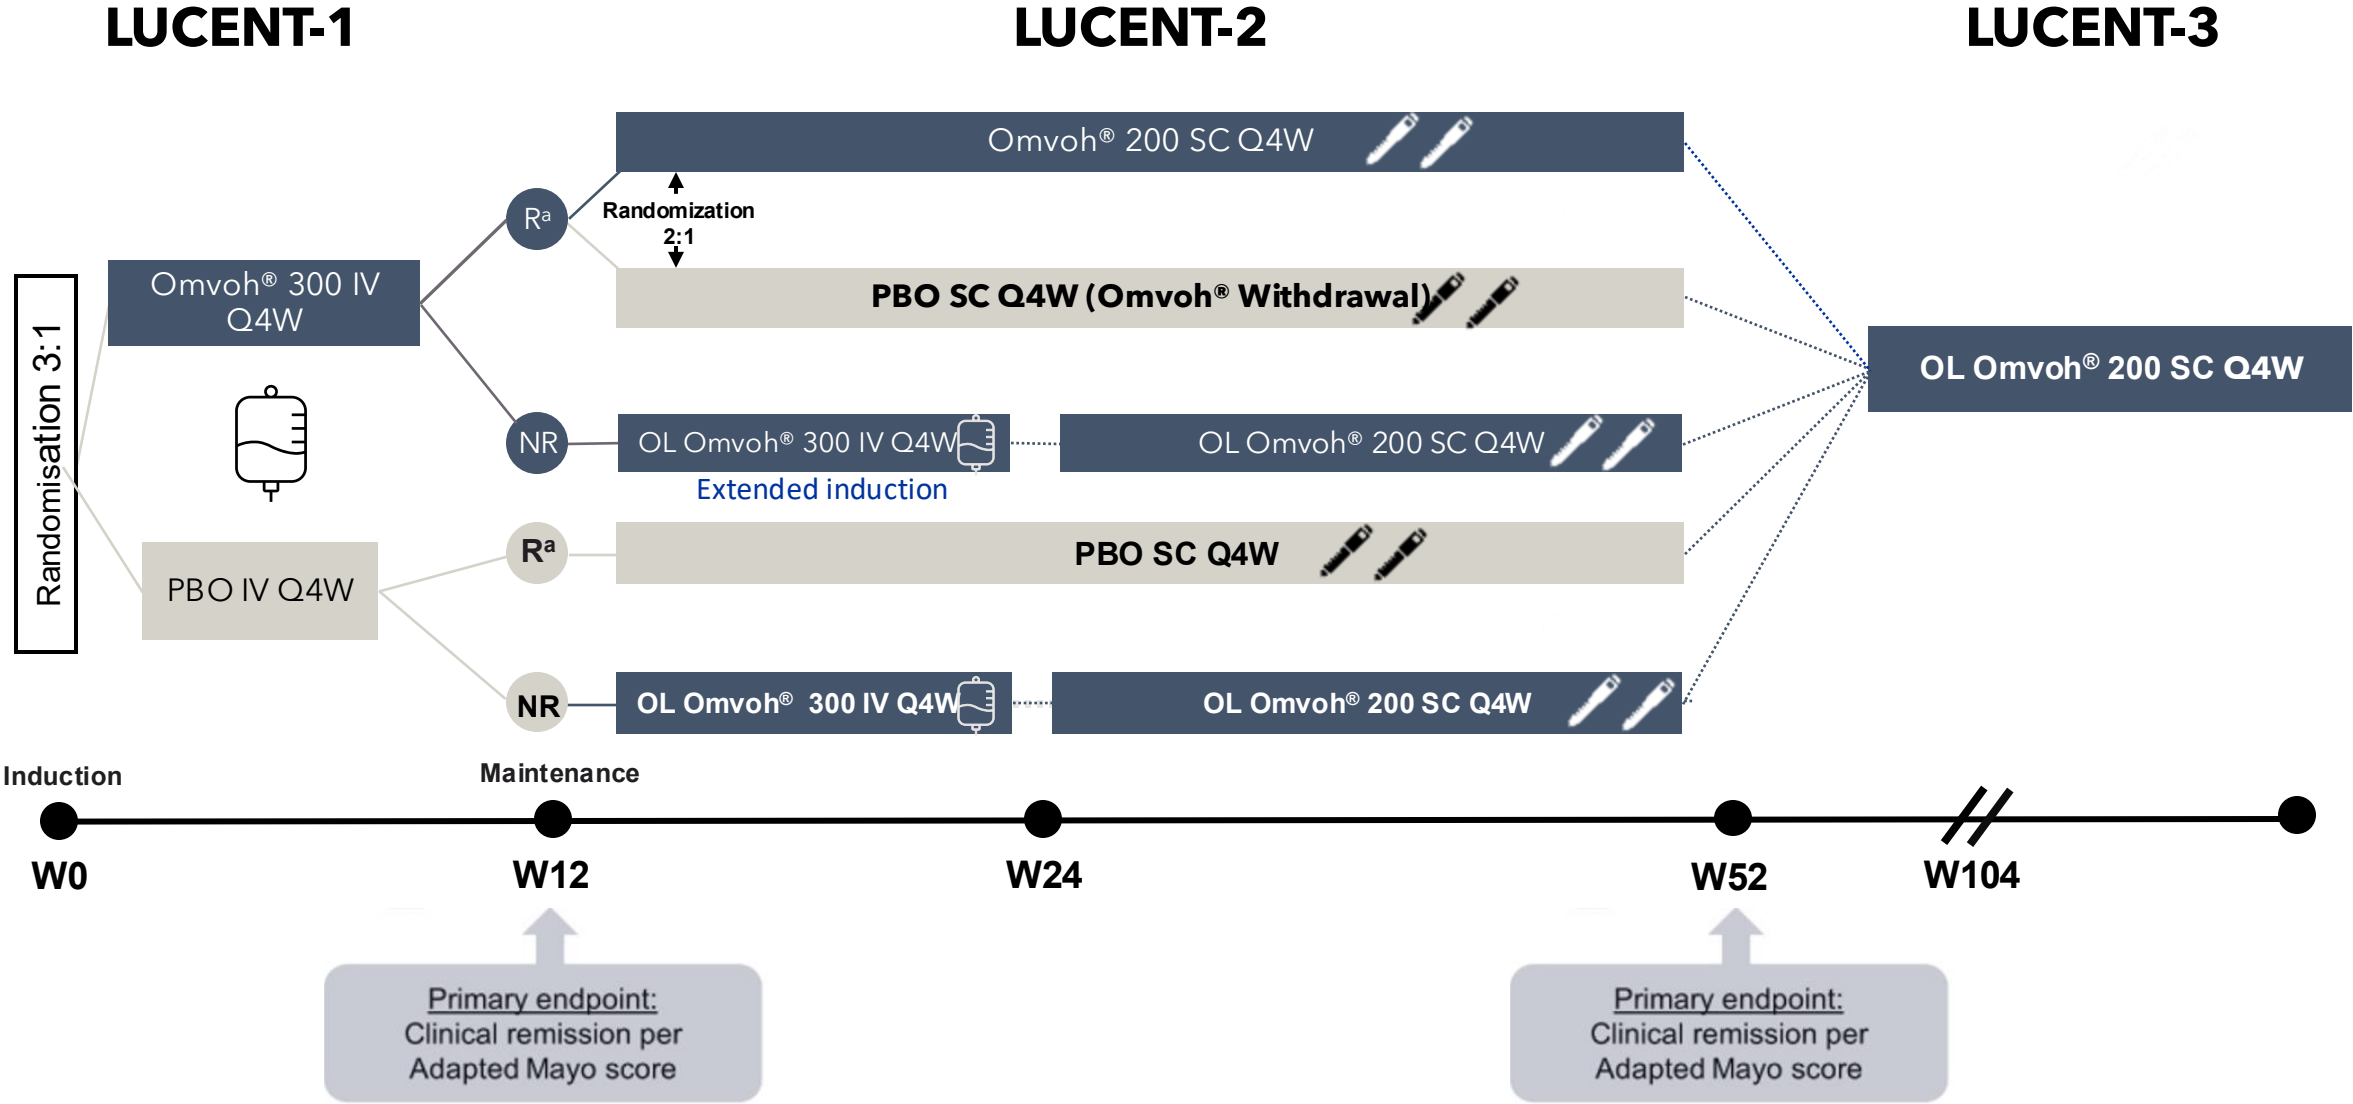 LUCENT-1
LUCENT-2
LUCENT-3
Randomisation 3:1
Omvoh® 300 IV
Q4W
PBO IV Q4W
Rᵃ
Randomization
2:1
Omvoh® 200 SC Q4W
PBO SC Q4W (Omvoh® Withdrawal)
NR
OL Omvoh® 300 IV Q4W
Extended induction
OL Omvoh® 200 SC Q4W
Rᵃ
PBO SC Q4W
NR
OL Omvoh® 300 IV Q4W
OL Omvoh® 200 SC Q4W
OL Omvoh® 200 SC Q4W
Induction
Maintenance
W0
W12
W24
W52
W104
Primary endpoint:
Clinical remission per
Adapted Mayo score
Primary endpoint:
Clinical remission per
Adapted Mayo score